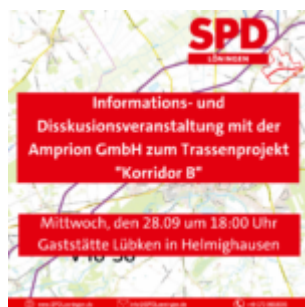 SPD
LÖNINGEN
Informations- und
Disskusionsveranstaltung mit der
Amprion GmbH zum Trassenprojekt
"Korridor B"
Mittwoch, den 28.09 um 18:00 Uhr
Gaststätte Lübken in Helmighausen